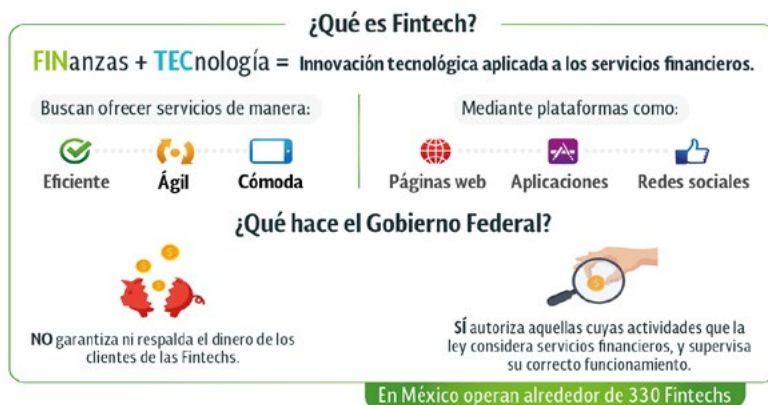 ¿Qué es Fintech?
FINanzas + TECnología = Innovación tecnológica aplicada a los servicios financieros.
Buscan ofrecer servicios de manera:
Mediante plataformas como:
Eficiente
Ágil
Cómoda
Páginas web
Aplicaciones
Redes sociales
¿Qué hace el Gobierno Federal?
NO garantiza ni respalda el dinero de los
clientes de las Fintechs.
SÍ autoriza aquellas cuyas actividades que la
ley considera servicios financieros, y supervisa
su correcto funcionamiento.
En México operan alrededor de 330 Fintechs